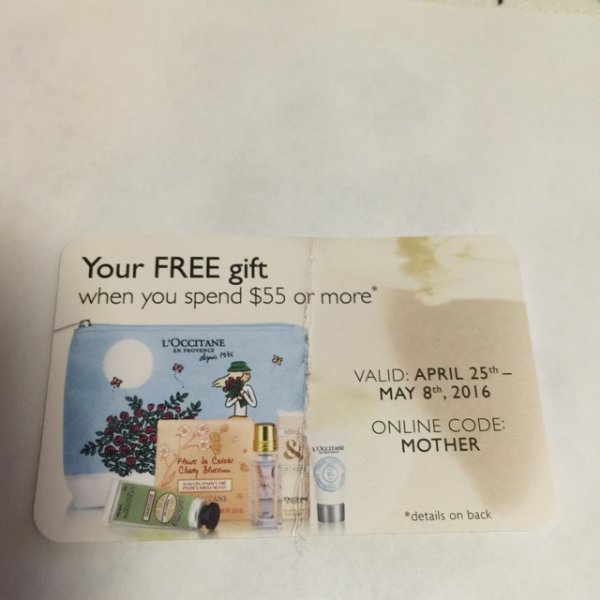 Your FREE gift
when you spend $55 or more*
L'OCCITANE
EN PROVENCE
depuis 1976
VALID: APRIL 25th –
MAY 8th, 2016
ONLINE CODE:
MOTHER
Fleurs de Cerisier
Cherry Blossom
SAVON PARFUMÉ
PERFUMED SOAP
&
L'OCCITANE
*details on back